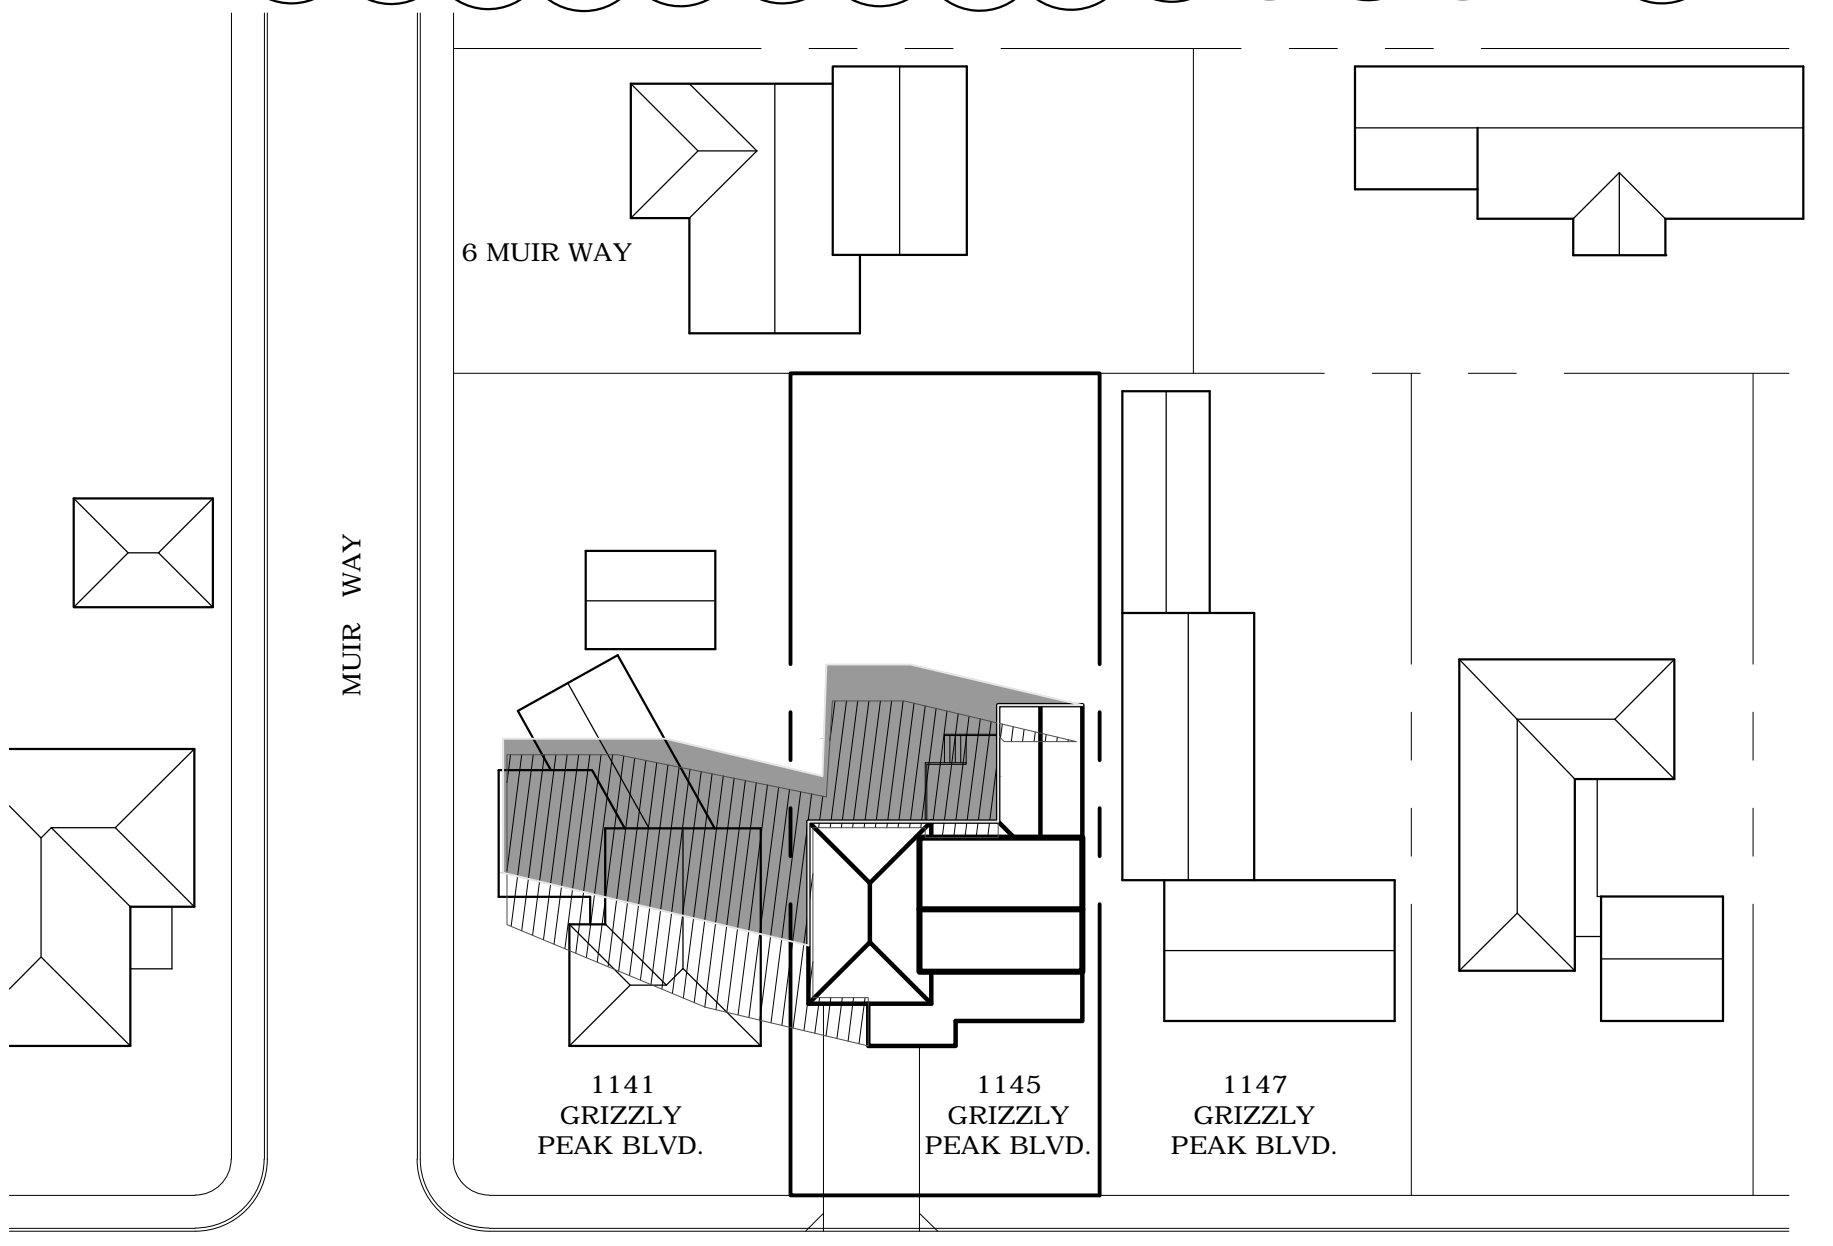 6 MUIR WAY
MUIR WAY
1141
GRIZZLY
PEAK BLVD.
1145
GRIZZLY
PEAK BLVD.
1147
GRIZZLY
PEAK BLVD.